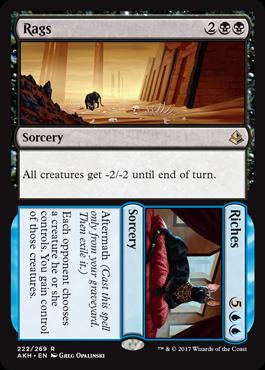 Rags 2
Sorcery
All creatures get -2/-2 until end of turn.
Riches 5
Sorcery
Aftermath (Cast this spell
only from your graveyard.
Then exile it.)
Each opponent chooses
a creature he or she
controls. You gain control
of those creatures.
222/269 R
AKH • EN GREG OPALINSKI
™ & © 2017 Wizards of the Coast